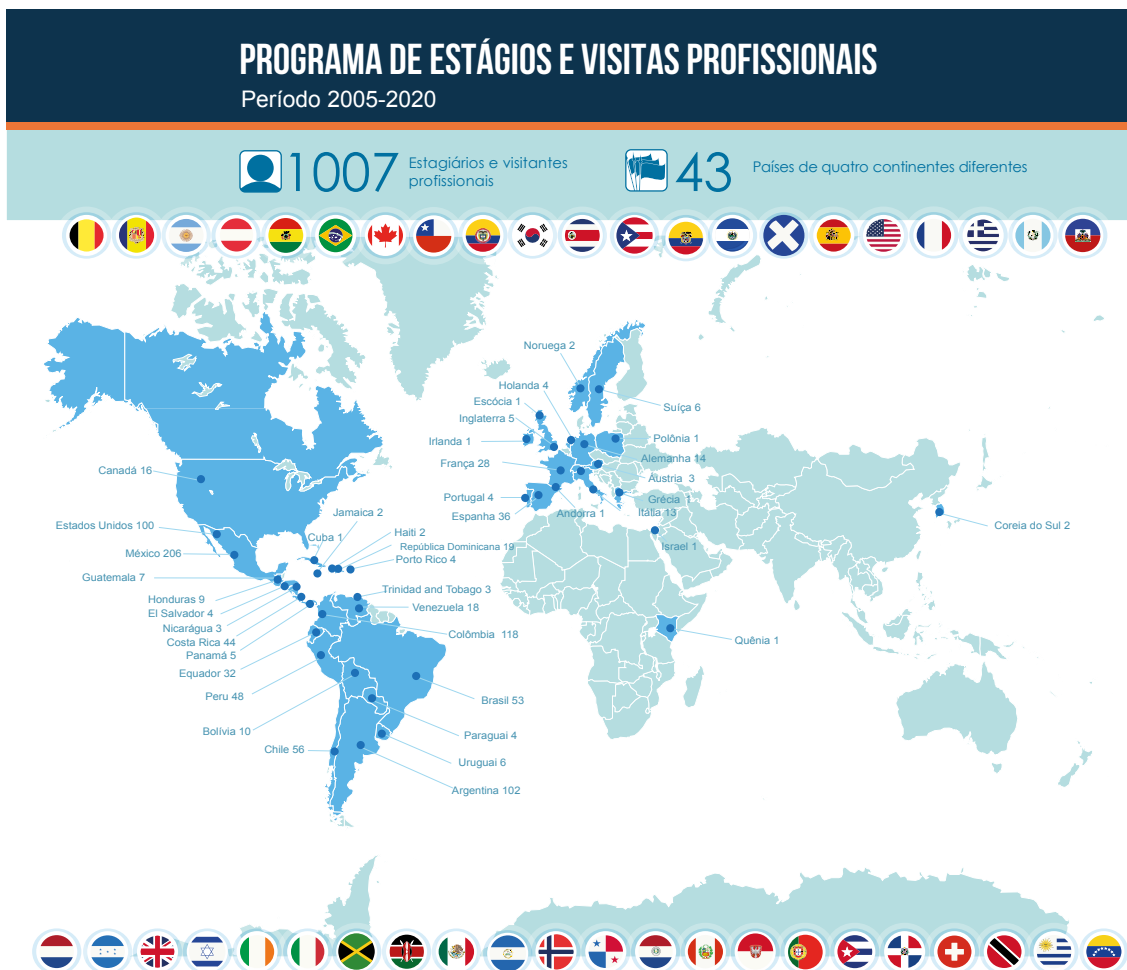 PROGRAMA DE ESTÁGIOS E VISITAS PROFISSIONAIS
Período 2005-2020
1007 Estagiários e visitantes
profissionais
43 Países de quatro continentes diferentes
Noruega 2
Holanda 4
Escócia 1
Inglaterra 5
Irlanda 1
França 28
Portugal 4
Espanha 36
Andorra 1
Suíça 6
Polônia 1
Alemanha 14
Áustria 3
Grécia 1
Itália 13
Israel 1
Coreia do Sul 2
Quênia 1
Canadá 16
Estados Unidos 100
México 206
Guatemala 7
Honduras 9
El Salvador 4
Nicarágua 3
Costa Rica 44
Panamá 5
Equador 32
Peru 48
Bolívia 10
Chile 56
Jamaica 2
Cuba 1
Haiti 2
República Dominicana 19
Porto Rico 4
Trinidad and Tobago 3
Venezuela 18
Colômbia 118
Brasil 53
Paraguai 4
Uruguai 6
Argentina 102